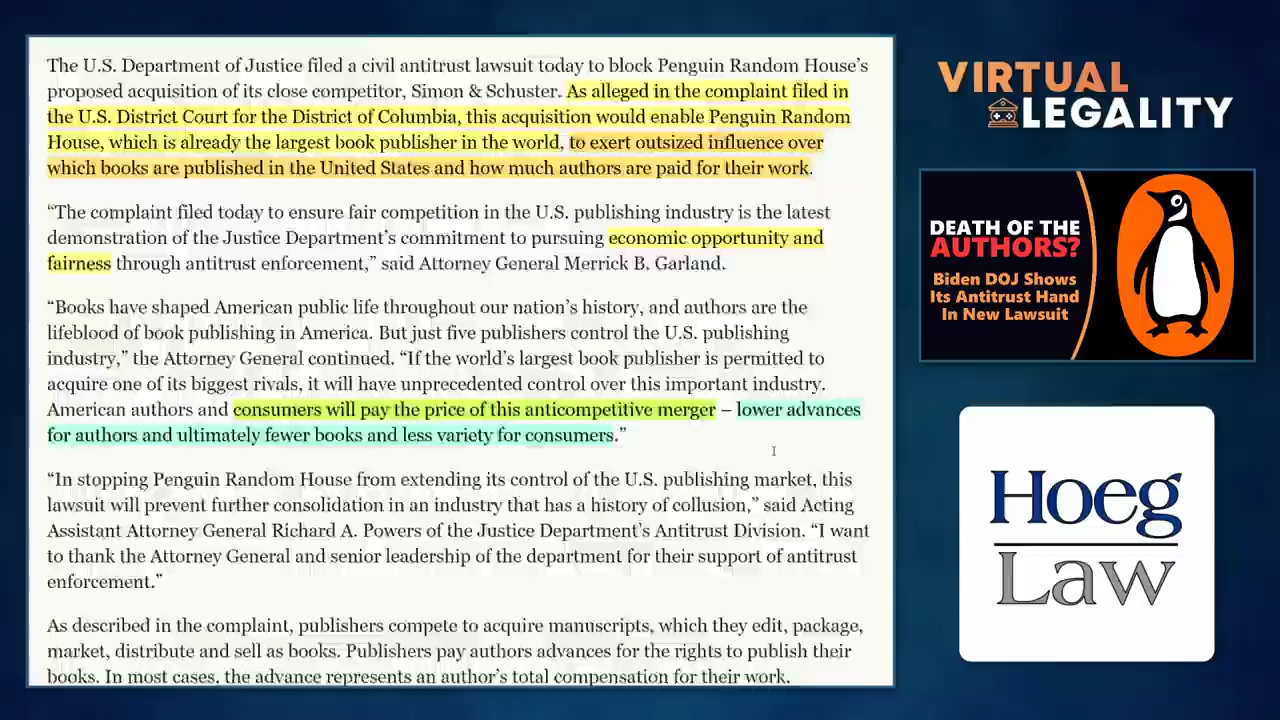 The U.S. Department of Justice filed a civil antitrust lawsuit today to block Penguin Random House’s
proposed acquisition of its close competitor, Simon & Schuster. As alleged in the complaint filed in
the U.S. District Court for the District of Columbia, this acquisition would enable Penguin Random
House, which is already the largest book publisher in the world, to exert outsized influence over
which books are published in the United States and how much authors are paid for their work.
“The complaint filed today to ensure fair competition in the U.S. publishing industry is the latest
demonstration of the Justice Department’s commitment to pursuing economic opportunity and
fairness through antitrust enforcement,” said Attorney General Merrick B. Garland.
“Books have shaped American public life throughout our nation’s history, and authors are the
lifeblood of book publishing in America. But just five publishers control the U.S. publishing
industry,” the Attorney General continued. “If the world’s largest book publisher is permitted to
acquire one of its biggest rivals, it will have unprecedented control over this important industry.
American authors and consumers will pay the price of this anticompetitive merger – lower advances
for authors and ultimately fewer books and less variety for consumers.”
“In stopping Penguin Random House from extending its control of the U.S. publishing market, this
lawsuit will prevent further consolidation in an industry that has a history of collusion,” said Acting
Assistant Attorney General Richard A. Powers of the Justice Department’s Antitrust Division. “I want
to thank the Attorney General and senior leadership of the department for their support of antitrust
enforcement.”
As described in the complaint, publishers compete to acquire manuscripts, which they edit, package,
market, distribute and sell as books. Publishers pay authors advances for the rights to publish their
books. In most cases, the advance represents an author’s total compensation for their work.
VIRTUAL
LEGALITY
DEATH OF THE
AUTHORS?
Biden DOJ Shows
Its Antitrust Hand
In New Lawsuit
Hoeg
Law